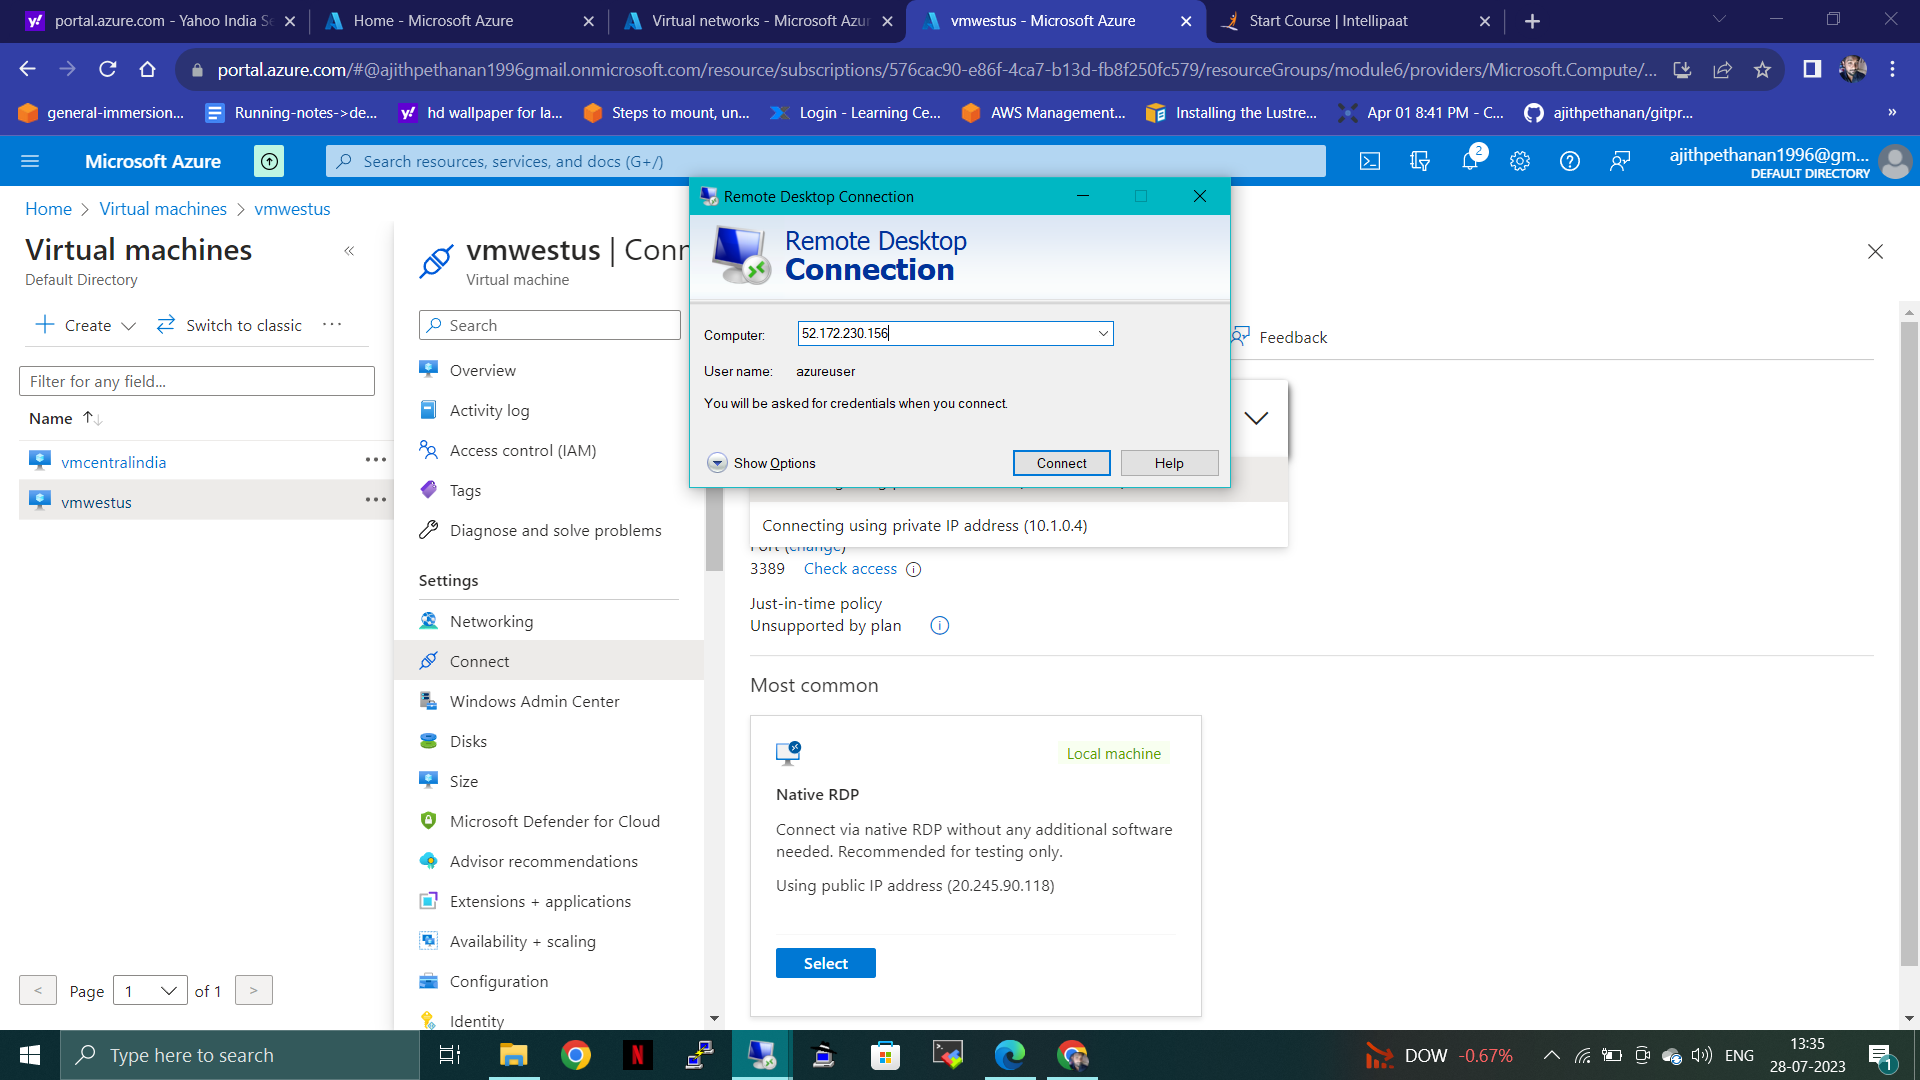 portal.azure.com - Yahoo India Se
Home - Microsoft Azure
Virtual networks - Microsoft Azur
vmwestus - Microsoft Azure
Start Course | Intellipaat
portal.azure.com/#@ajithpethanan1996gmail.onmicrosoft.com/resource/subscriptions/576cac90-e86f-4ca7-b13d-fb8f250fc579/resourceGroups/module6/providers/Microsoft.Compute/...
general-immersion...
Running-notes->de...
hd wallpaper for la...
Steps to mount, un...
Login - Learning Ce...
AWS Management...
Installing the Lustre...
Apr 01 8:41 PM - C...
ajithpethanan/gitpr...
»
Microsoft Azure
Search resources, services, and docs (G+/)
2
ajithpethanan1996@gm...
DEFAULT DIRECTORY
Home > Virtual machines > vmwestus
Virtual machines
Default Directory
Create
Switch to classic
Filter for any field...
Name
vmcentralindia
vmwestus
Page 1 of 1
vmwestus | Conn
Virtual machine
Search
Overview
Activity log
Access control (IAM)
Tags
Diagnose and solve problems
Settings
Networking
Connect
Windows Admin Center
Disks
Size
Microsoft Defender for Cloud
Advisor recommendations
Extensions + applications
Availability + scaling
Configuration
Identity
Remote Desktop Connection
Remote Desktop
Connection
Computer: 52.172.230.156
User name: azureuser
You will be asked for credentials when you connect.
Show Options
Connect
Help
Feedback
Connecting using private IP address (10.1.0.4)
Port (change)
3389 Check access
Just-in-time policy
Unsupported by plan
Most common
Local machine
Native RDP
Connect via native RDP without any additional software
needed. Recommended for testing only.
Using public IP address (20.245.90.118)
Select
Type here to search
DOW -0.67%
ENG
13:35
28-07-2023
1